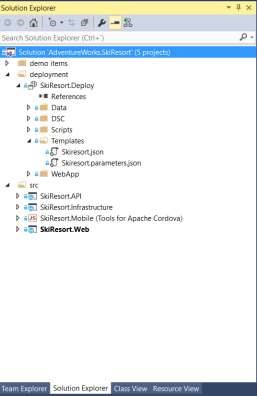 Solution Explorer
Search Solution Explorer (Ctrl+')
Solution 'AdventureWorks.SkiResort' (5 projects)
demo items
deployment
SkiResort.Deploy
References
Data
DSC
Scripts
Templates
Skiresort.json
Skiresort.parameters.json
WebApp
src
SkiResort.API
SkiResort.Infrastructure
JS SkiResort.Mobile (Tools for Apache Cordova)
SkiResort.Web
Team Explorer Solution Explorer Class View Resource View